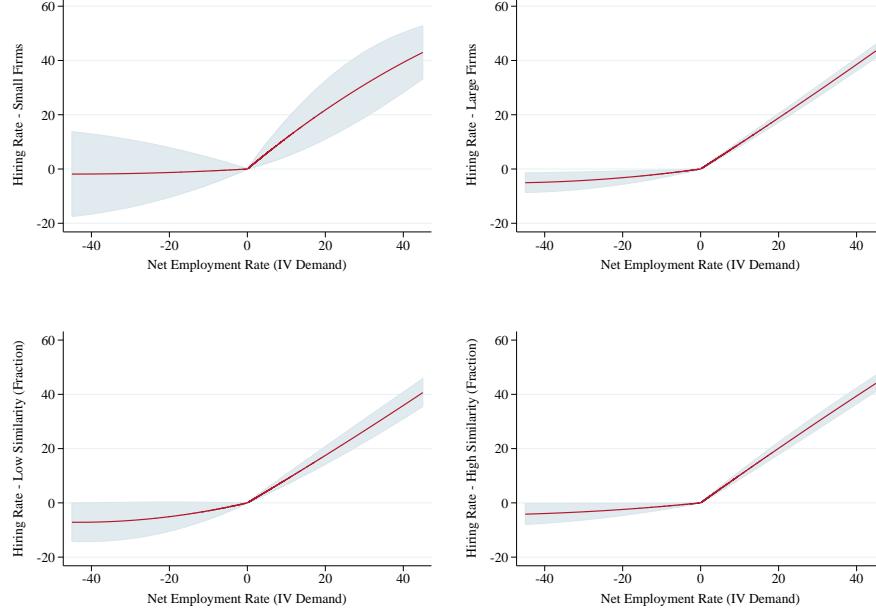 60
40
20
0
-20
Hiring Rate - Small Firms
-40 -20 0 20 40
Net Employment Rate (IV Demand)
60
40
20
0
-20
Hiring Rate - Large Firms
-40 -20 0 20 40
Net Employment Rate (IV Demand)
60
40
20
0
-20
Hiring Rate - Low Similarity (Fraction)
-40 -20 0 20 40
Net Employment Rate (IV Demand)
60
40
20
0
-20
Hiring Rate - High Similarity (Fraction)
-40 -20 0 20 40
Net Employment Rate (IV Demand)